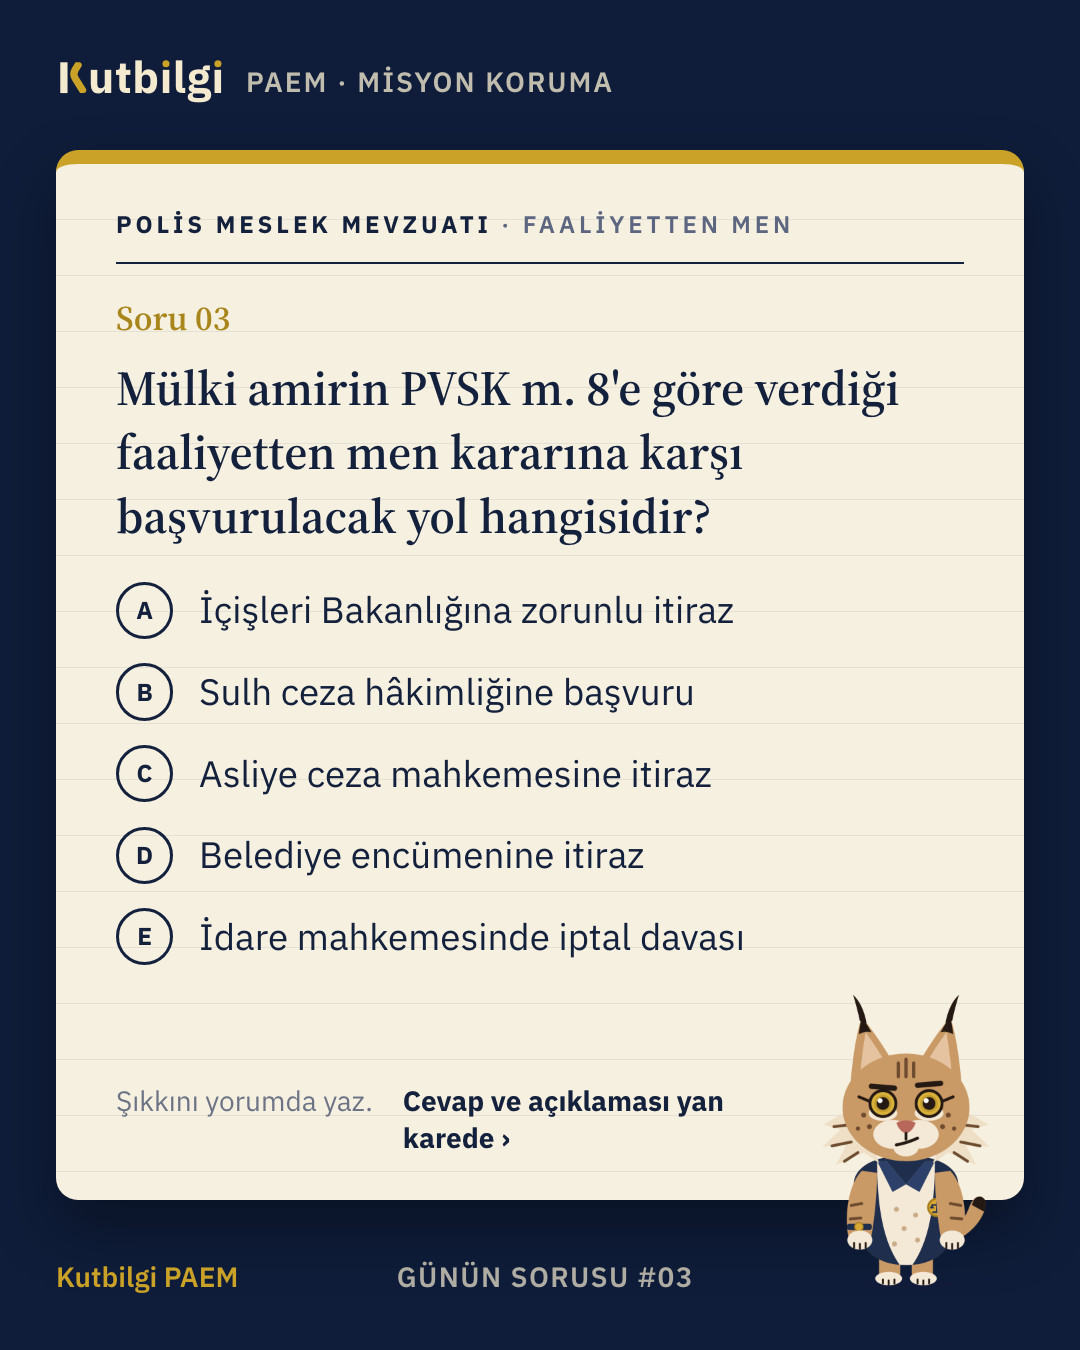 Kutbilgi PAEM · MİSYON KORUMA
POLİS MESLEK MEVZUATI · FAALİYETTEN MEN
Soru 03
Mülki amirin PVSK m. 8'e göre verdiği
faaliyetten men kararına karşı
başvurulacak yol hangisidir?
A İçişleri Bakanlığına zorunlu itiraz
B Sulh ceza hâkimliğine başvuru
C Asliye ceza mahkemesine itiraz
D Belediye encümenine itiraz
E İdare mahkemesinde iptal davası
Şıkkını yorumda yaz. Cevap ve açıklaması yan
karede ›
Kutbilgi PAEM GÜNÜN SORUSU #03